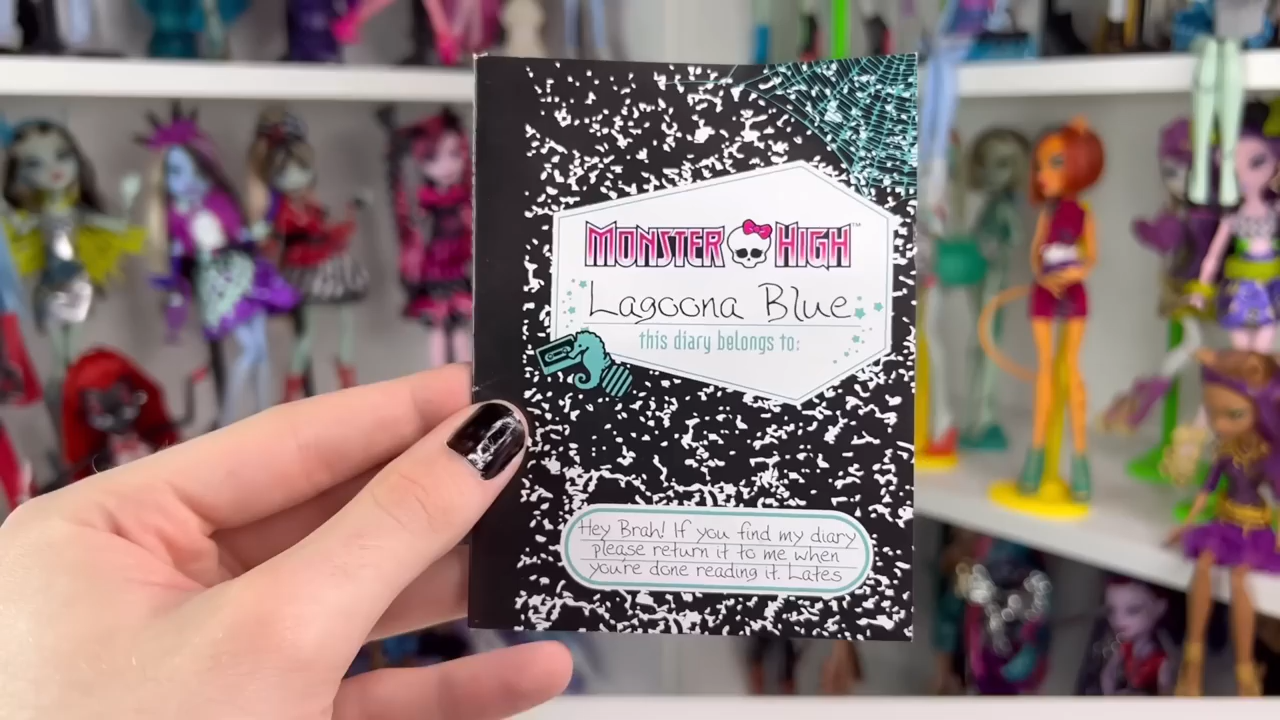 MONSTER HIGH™
Lagoona Blue
this diary belongs to:
Hey Brah! If you find my diary
please return it to me when
you're done reading it. Lates